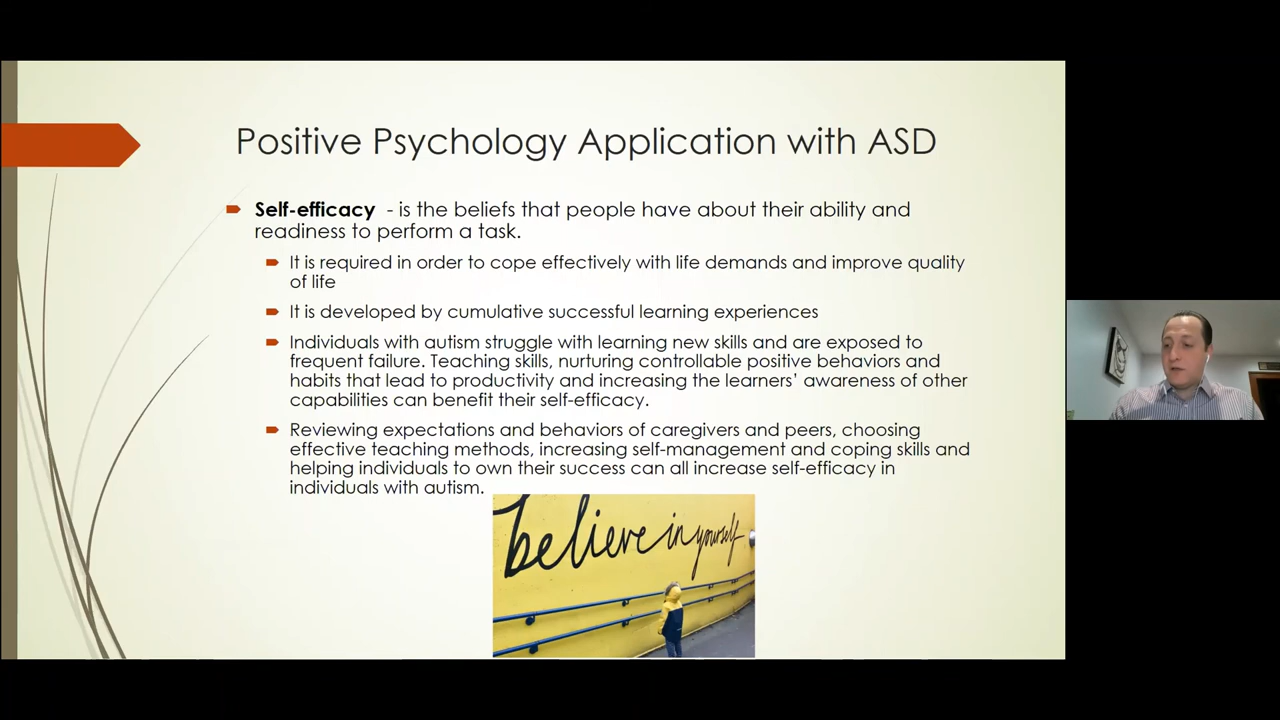 Positive Psychology Application with ASD
Self-efficacy - is the beliefs that people have about their ability and
readiness to perform a task.
It is required in order to cope effectively with life demands and improve quality
of life
It is developed by cumulative successful learning experiences
Individuals with autism struggle with learning new skills and are exposed to
frequent failure. Teaching skills, nurturing controllable positive behaviors and
habits that lead to productivity and increasing the learners’ awareness of other
capabilities can benefit their self-efficacy.
Reviewing expectations and behaviors of caregivers and peers, choosing
effective teaching methods, increasing self-management and coping skills and
helping individuals to own their success can all increase self-efficacy in
individuals with autism.
believe in yourself